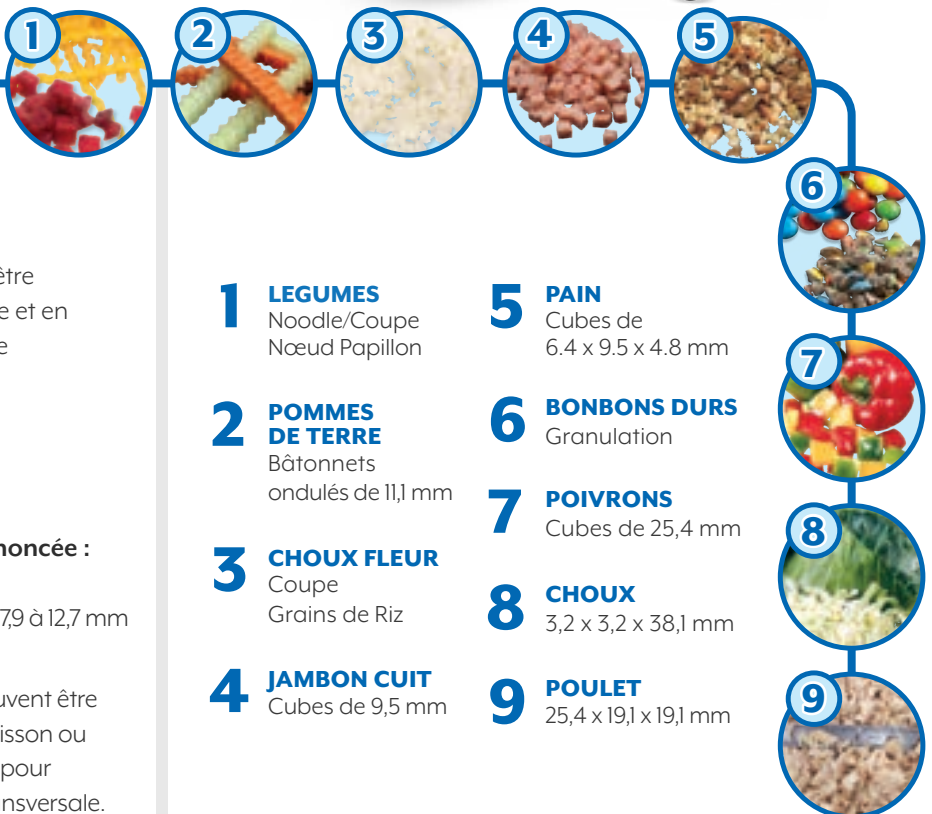 1
2
3
4
5
6
7
8
9
être
e et en
e
noncée :
7,9 à 12,7 mm
uvent être
isson ou
pour
nsversale.
1 LEGUMES
Noodle/Coupe
Nœud Papillon
2 POMMES
DE TERRE
Bâtonnets
ondulés de 11,1 mm
3 CHOUX FLEUR
Coupe
Grains de Riz
4 JAMBON CUIT
Cubes de 9,5 mm
5 PAIN
Cubes de
6.4 x 9.5 x 4.8 mm
6 BONBONS DURS
Granulation
7 POIVRONS
Cubes de 25,4 mm
8 CHOUX
3,2 x 3,2 x 38,1 mm
9 POULET
25,4 x 19,1 x 19,1 mm